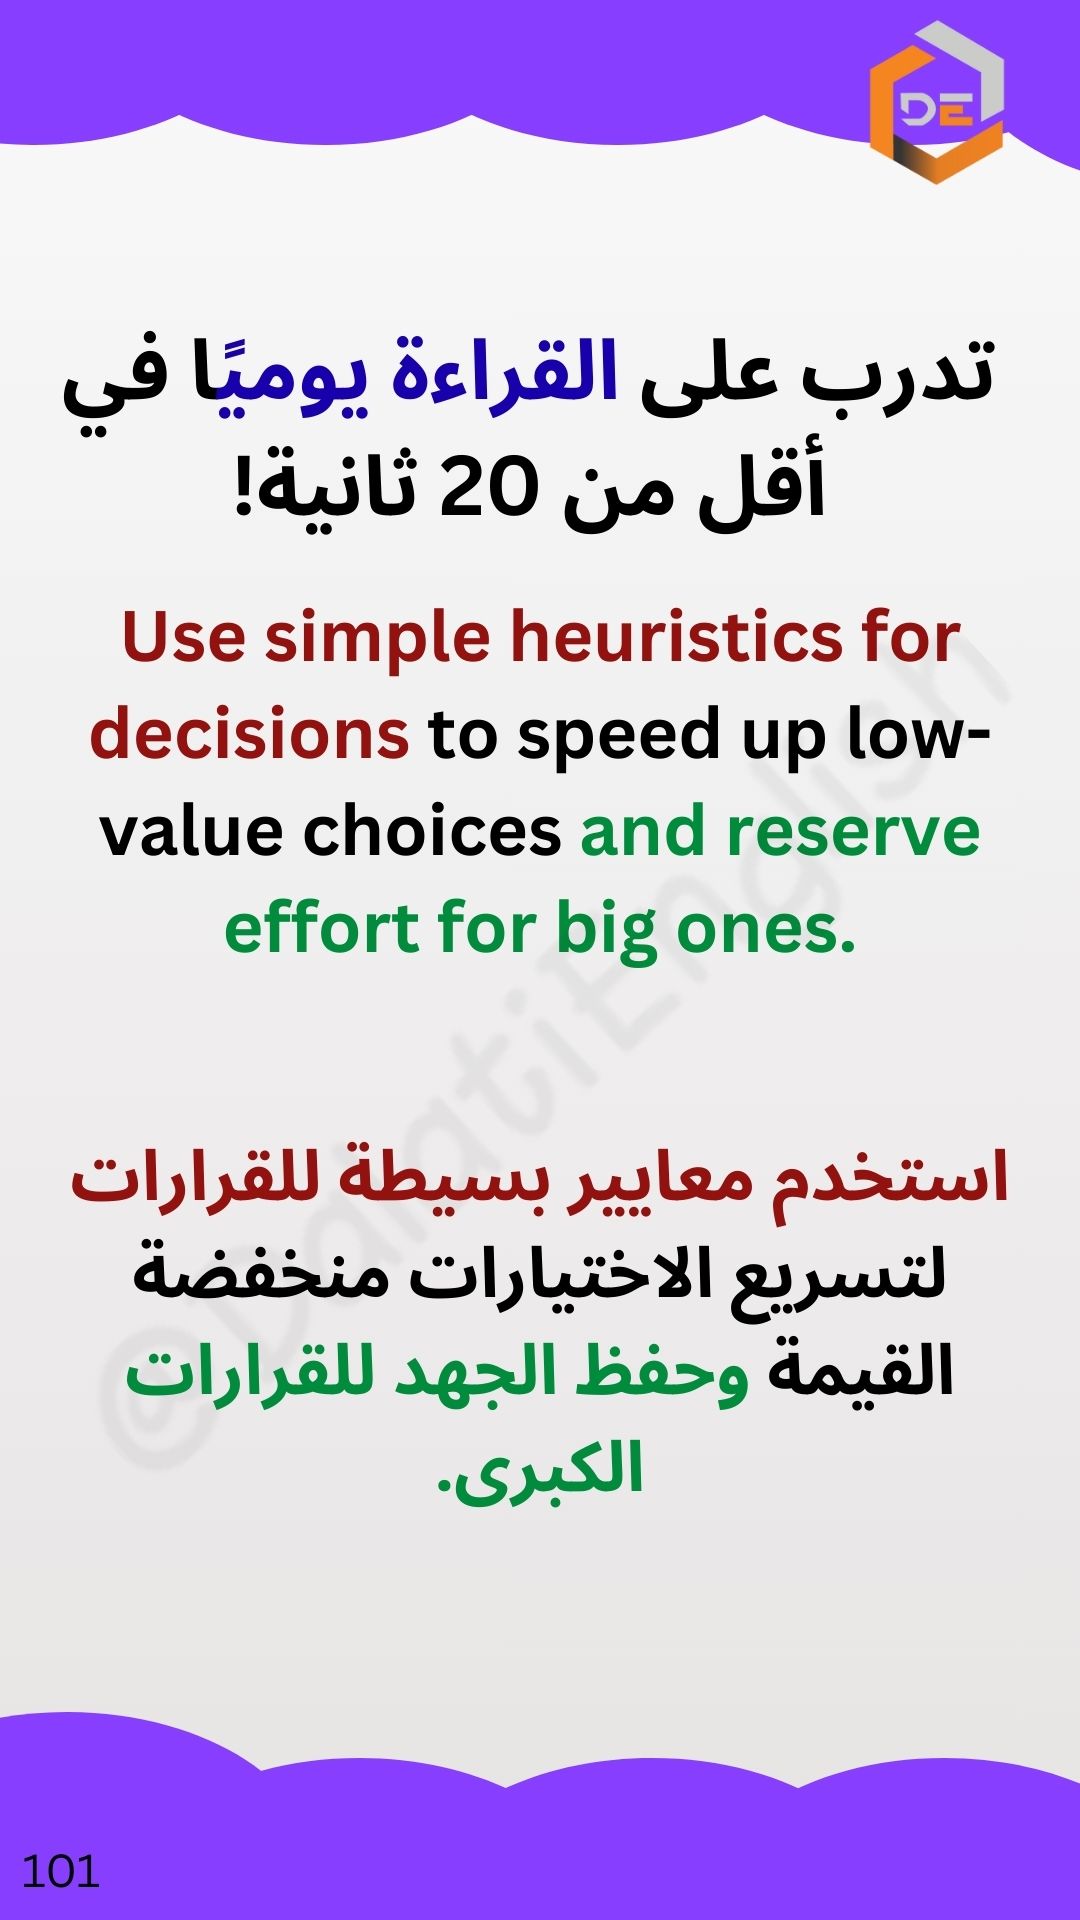 DE
تدرب على القراءة يوميًا في
أقل من 20 ثانية!
Use simple heuristics for
decisions to speed up low-
value choices and reserve
effort for big ones.
استخدم معايير بسيطة للقرارات
لتسريع الاختيارات منخفضة
القيمة وحفظ الجهد للقرارات
الكبرى.
@DalatiEnglish
101